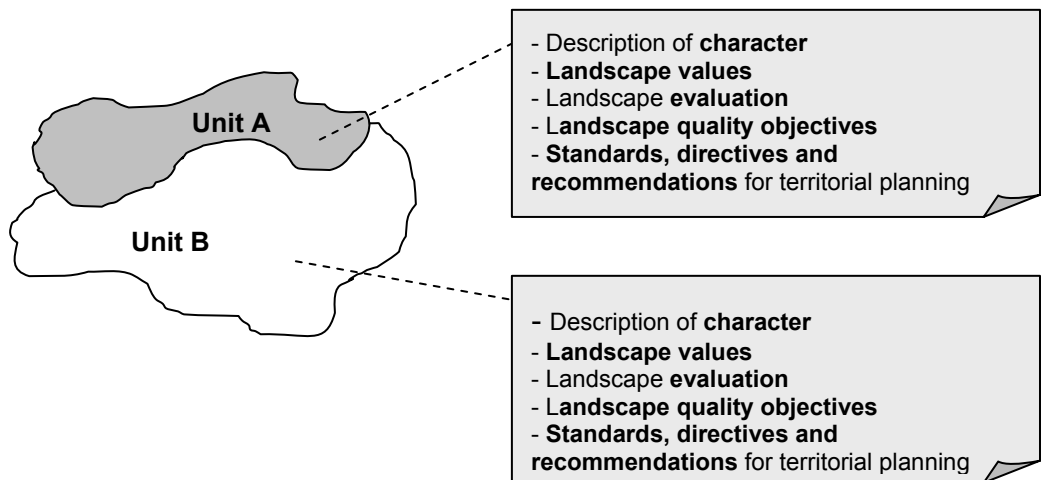 - Description of character
- Landscape values
- Landscape evaluation
- Landscape quality objectives
- Standards, directives and
recommendations for territorial planning
Unit A
Unit B
- Description of character
- Landscape values
- Landscape evaluation
- Landscape quality objectives
- Standards, directives and
recommendations for territorial planning